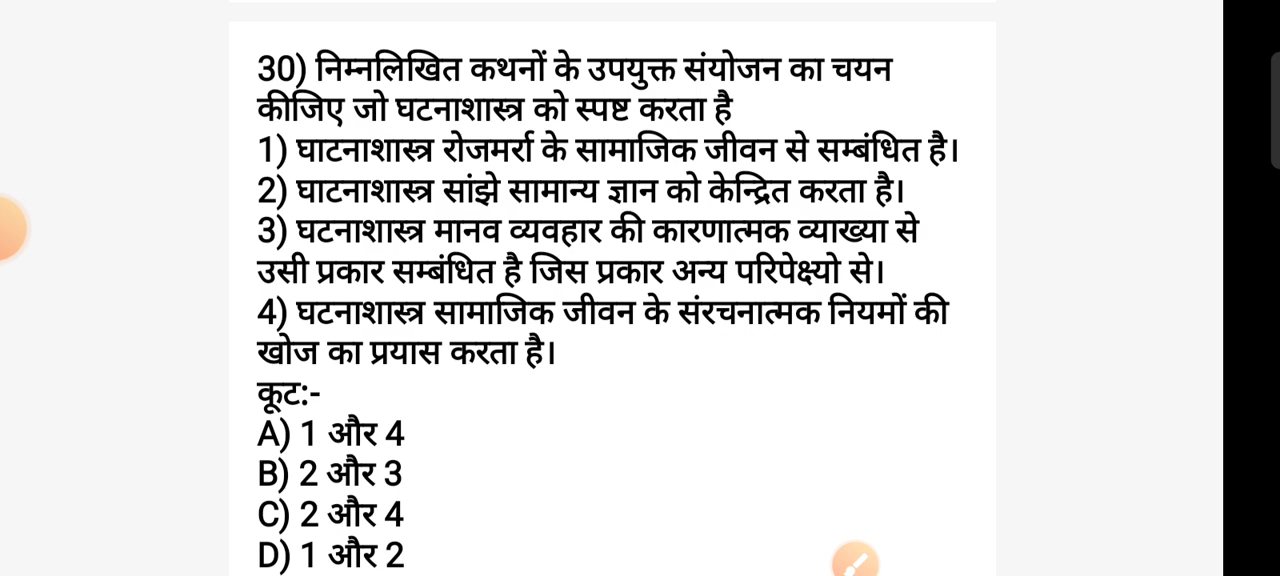 30) निम्नलिखित कथनों के उपयुक्त संयोजन का चयन
कीजिए जो घटनाशास्त्र को स्पष्ट करता है
1) घाटनाशास्त्र रोजमर्रा के सामाजिक जीवन से सम्बंधित है।
2) घाटनाशास्त्र सांझे सामान्य ज्ञान को केन्द्रित करता है।
3) घटनाशास्त्र मानव व्यवहार की कारणात्मक व्याख्या से
उसी प्रकार सम्बंधित है जिस प्रकार अन्य परिपेक्ष्यो से।
4) घटनाशास्त्र सामाजिक जीवन के संरचनात्मक नियमों की
खोज का प्रयास करता है।
कूट:-
A) 1 और 4
B) 2 और 3
C) 2 और 4
D) 1 और 2